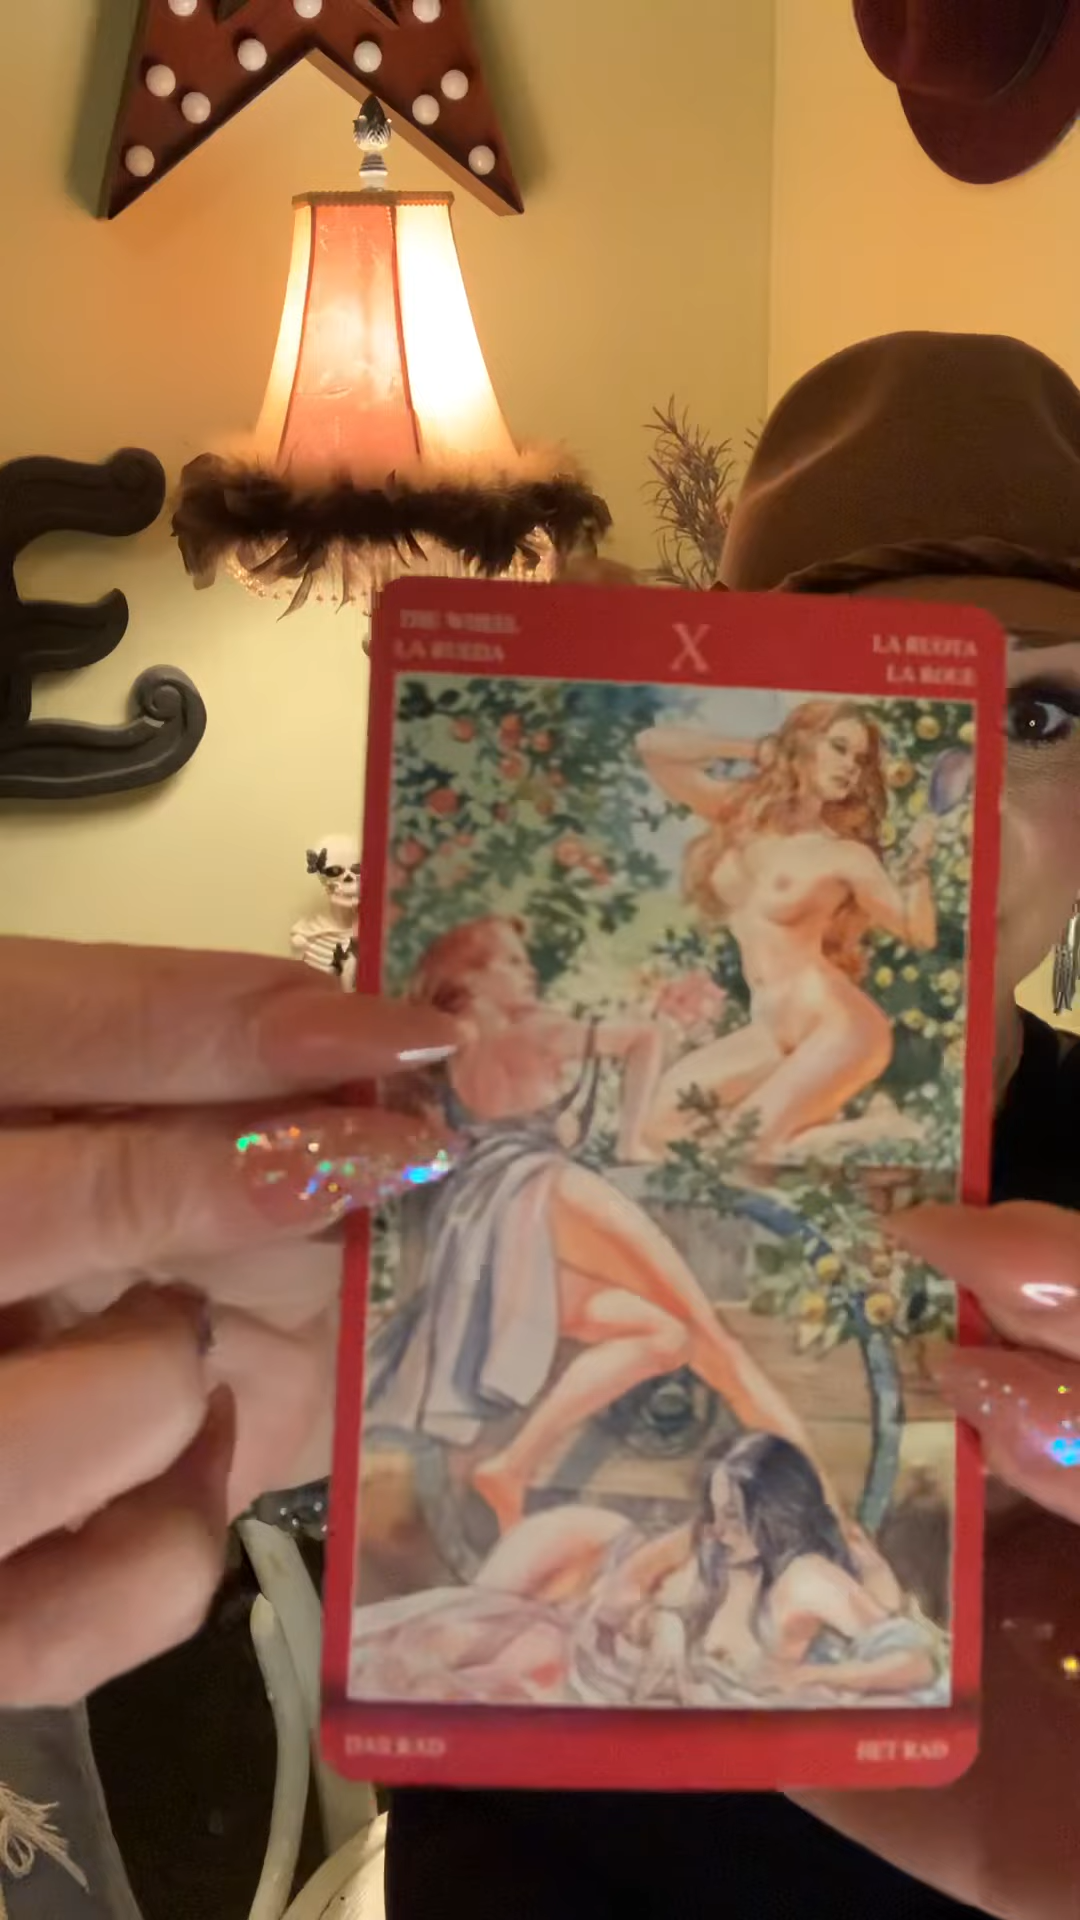 THE WHEEL
LA RUEDA
X
LA RUOTA
LA ROUE
DAS RAD
HET RAD
E